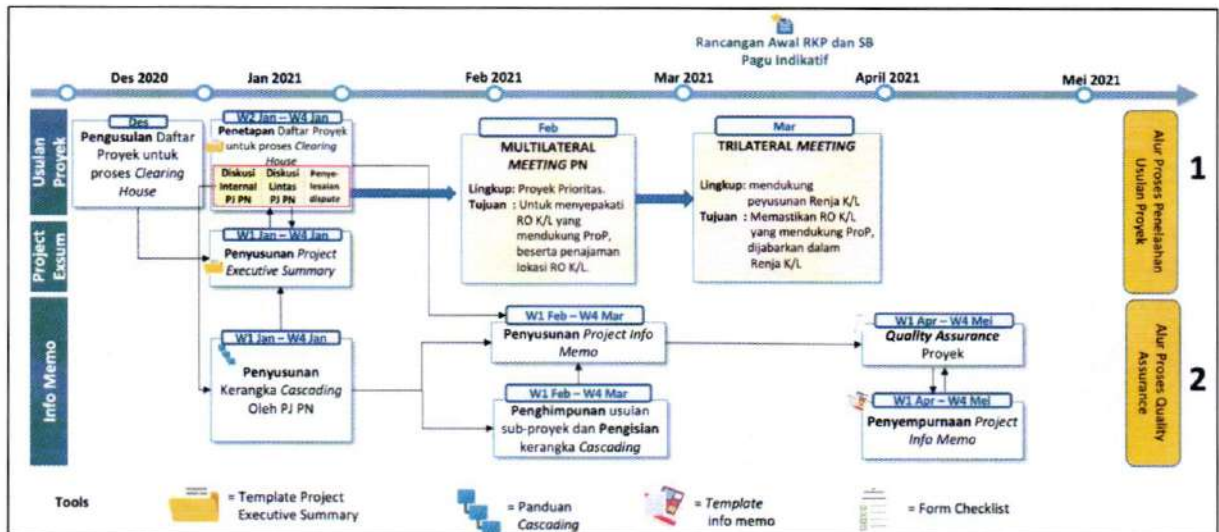 Rancangan Awal RKP dan SB
Pagu Indikatif
Des 2020
Jan 2021
Feb 2021
Mar 2021
April 2021
Mei 2021
Usulan
Proyek
Des
Pengusulan Daftar
Proyek untuk
proses Clearing
House
W2 Jan – W4 Jan
Penetapan Daftar Proyek
untuk proses Clearing
House
Diskusi
Internal
PJ PN
Diskusi
Lintas
PJ PN
Penye-
lesaian
dispute
Feb
MULTILATERAL
MEETING PN
Lingkup: Proyek Prioritas.
Tujuan : Untuk menyepakati
RO K/L yang
mendukung ProP,
beserta penajaman
lokasi RO K/L.
Mar
TRILATERAL MEETING
Lingkup: mendukung
peyusunan Renja K/L
Tujuan : Memastikan RO K/L
yang mendukung ProP,
dijabarkan dalam
Renja K/L
Alur Proses Penelaahan
Usulan Proyek
1
Project
Exsum
W1 Jan – W4 Jan
Penyusunan Project
Executive Summary
Info Memo
W1 Jan – W4 Jan
Penyusunan
Kerangka Cascading
Oleh PJ PN
W1 Feb – W4 Mar
Penyusunan Project Info
Memo
W1 Feb – W4 Mar
Penghimpunan usulan
sub-proyek dan Pengisian
kerangka Cascading
W1 Apr – W4 Mei
Quality Assurance
Proyek
W1 Apr – W4 Mei
Penyempurnaan Project
Info Memo
Alur Proses Quality
Assurance
2
Tools
= Template Project
Executive Summary
= Panduan
Cascading
= Template
info memo
= Form Checklist